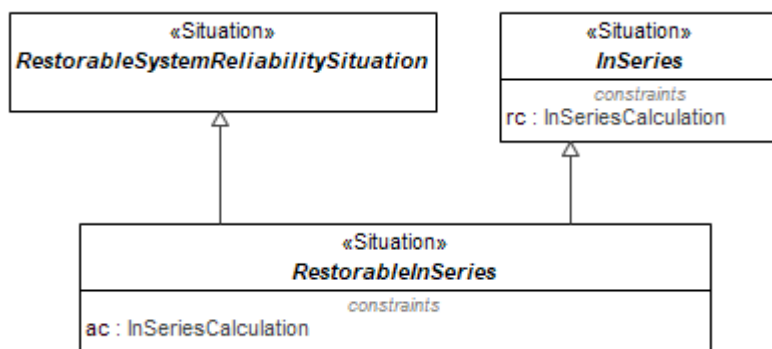 «Situation»
RestorableSystemReliabilitySituation
«Situation»
InSeries
constraints
rc : InSeriesCalculation
«Situation»
RestorableInSeries
constraints
ac : InSeriesCalculation